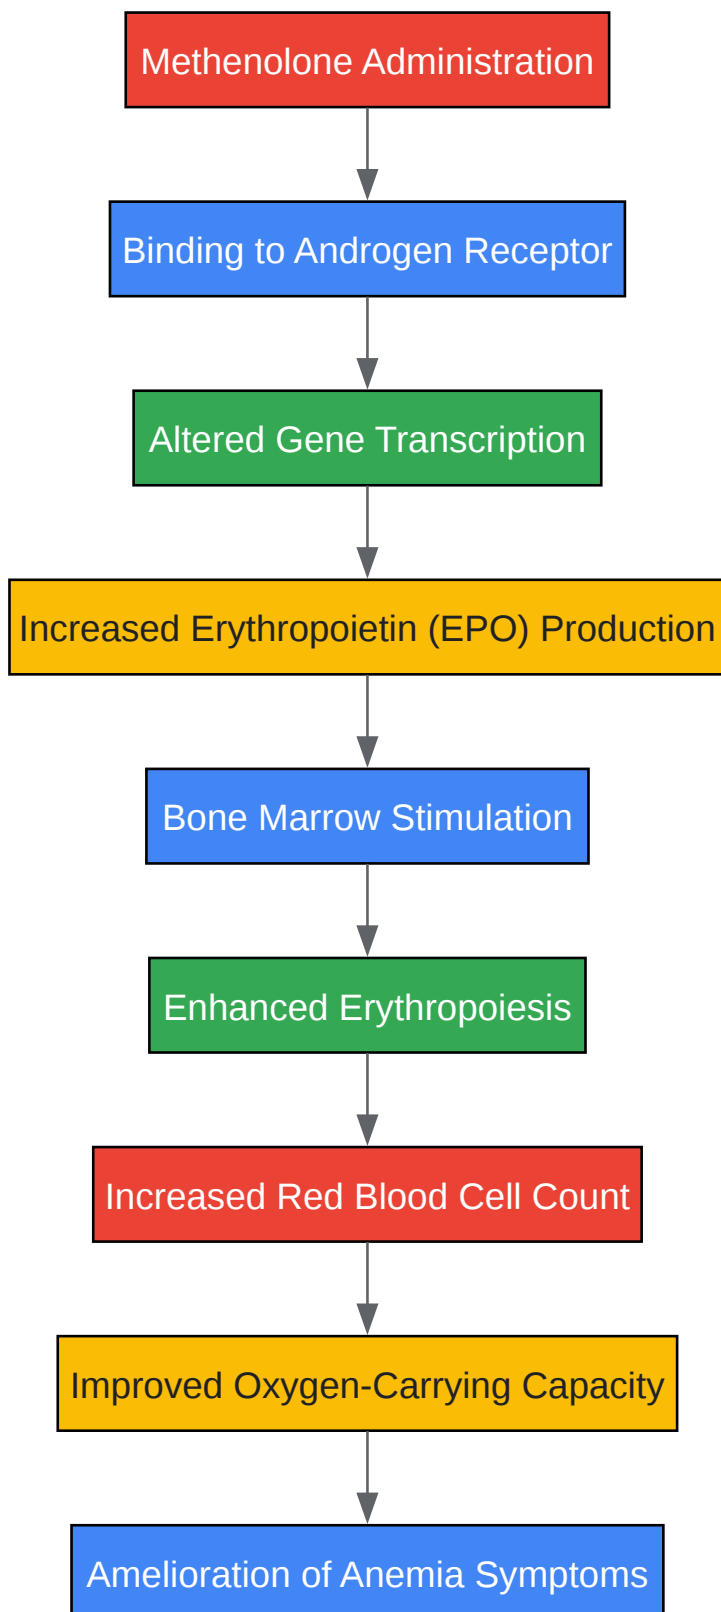 Methenolone Administration
Binding to Androgen Receptor
Altered Gene Transcription
Increased Erythropoietin (EPO) Production
Bone Marrow Stimulation
Enhanced Erythropoiesis
Increased Red Blood Cell Count
Improved Oxygen-Carrying Capacity
Amelioration of Anemia Symptoms